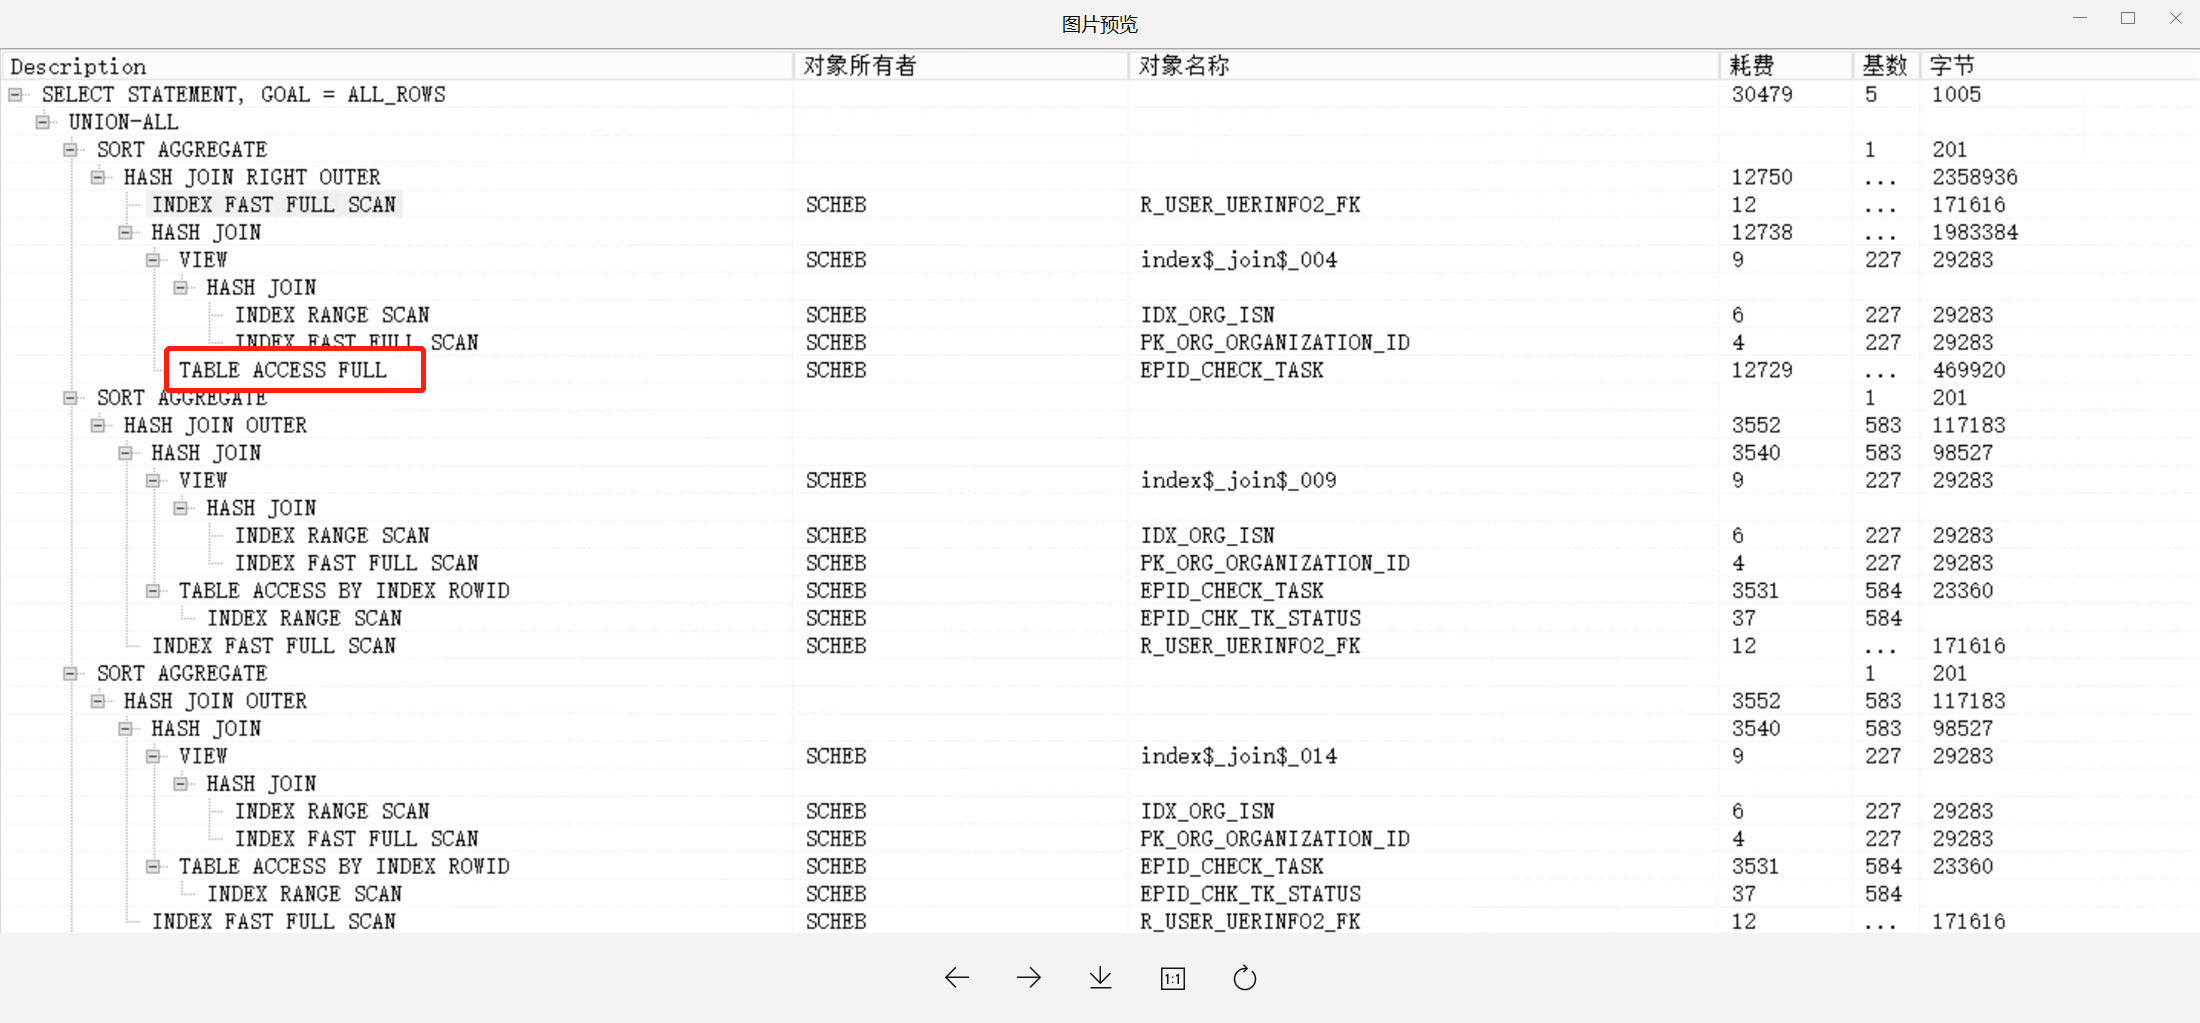 图片预览
Description 对象所有者 对象名称 耗费 基数 字节
SELECT STATEMENT, GOAL = ALL_ROWS 30479 5 1005
UNION-ALL
SORT AGGREGATE 1 201
HASH JOIN RIGHT OUTER 12750 ... 2358936
INDEX FAST FULL SCAN SCHEB R_USER_UERINFO2_FK 12 ... 171616
HASH JOIN 12738 ... 1983384
VIEW SCHEB index$_join$_004 9 227 29283
HASH JOIN
INDEX RANGE SCAN SCHEB IDX_ORG_ISN 6 227 29283
INDEX FAST FULL SCAN SCHEB PK_ORG_ORGANIZATION_ID 4 227 29283
TABLE ACCESS FULL SCHEB EPID_CHECK_TASK 12729 ... 469920
SORT AGGREGATE 1 201
HASH JOIN OUTER 3552 583 117183
HASH JOIN 3540 583 98527
VIEW SCHEB index$_join$_009 9 227 29283
HASH JOIN
INDEX RANGE SCAN SCHEB IDX_ORG_ISN 6 227 29283
INDEX FAST FULL SCAN SCHEB PK_ORG_ORGANIZATION_ID 4 227 29283
TABLE ACCESS BY INDEX ROWID SCHEB EPID_CHECK_TASK 3531 584 23360
INDEX RANGE SCAN SCHEB EPID_CHK_TK_STATUS 37 584
INDEX FAST FULL SCAN SCHEB R_USER_UERINFO2_FK 12 ... 171616
SORT AGGREGATE 1 201
HASH JOIN OUTER 3552 583 117183
HASH JOIN 3540 583 98527
VIEW SCHEB index$_join$_014 9 227 29283
HASH JOIN
INDEX RANGE SCAN SCHEB IDX_ORG_ISN 6 227 29283
INDEX FAST FULL SCAN SCHEB PK_ORG_ORGANIZATION_ID 4 227 29283
TABLE ACCESS BY INDEX ROWID SCHEB EPID_CHECK_TASK 3531 584 23360
INDEX RANGE SCAN SCHEB EPID_CHK_TK_STATUS 37 584
INDEX FAST FULL SCAN SCHEB R_USER_UERINFO2_FK 12 ... 171616
1:1